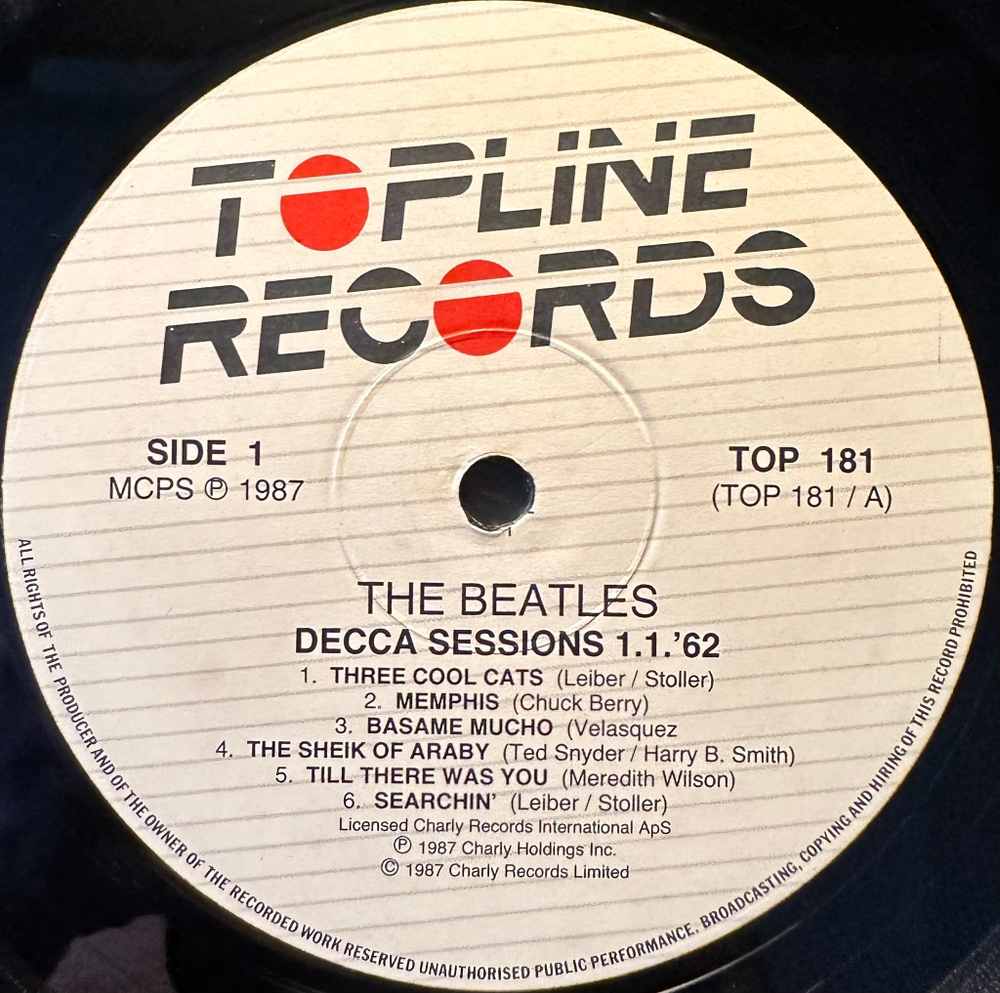 TOPLINE
RECORDS
SIDE 1
MCPS ℗ 1987
TOP 181
(TOP 181 / A)
THE BEATLES
DECCA SESSIONS 1.1.’62
1. THREE COOL CATS (Leiber / Stoller)
2. MEMPHIS (Chuck Berry)
3. BASAME MUCHO (Velasquez
4. THE SHEIK OF ARABY (Ted Snyder / Harry B. Smith)
5. TILL THERE WAS YOU (Meredith Wilson)
6. SEARCHIN’ (Leiber / Stoller)
Licensed Charly Records International ApS
℗ 1987 Charly Holdings Inc.
© 1987 Charly Records Limited
ALL RIGHTS OF THE PRODUCER AND OF THE OWNER OF THE RECORDED WORK RESERVED UNAUTHORISED PUBLIC PERFORMANCE. BROADCASTING, COPYING AND HIRING OF THIS RECORD PROHIBITED